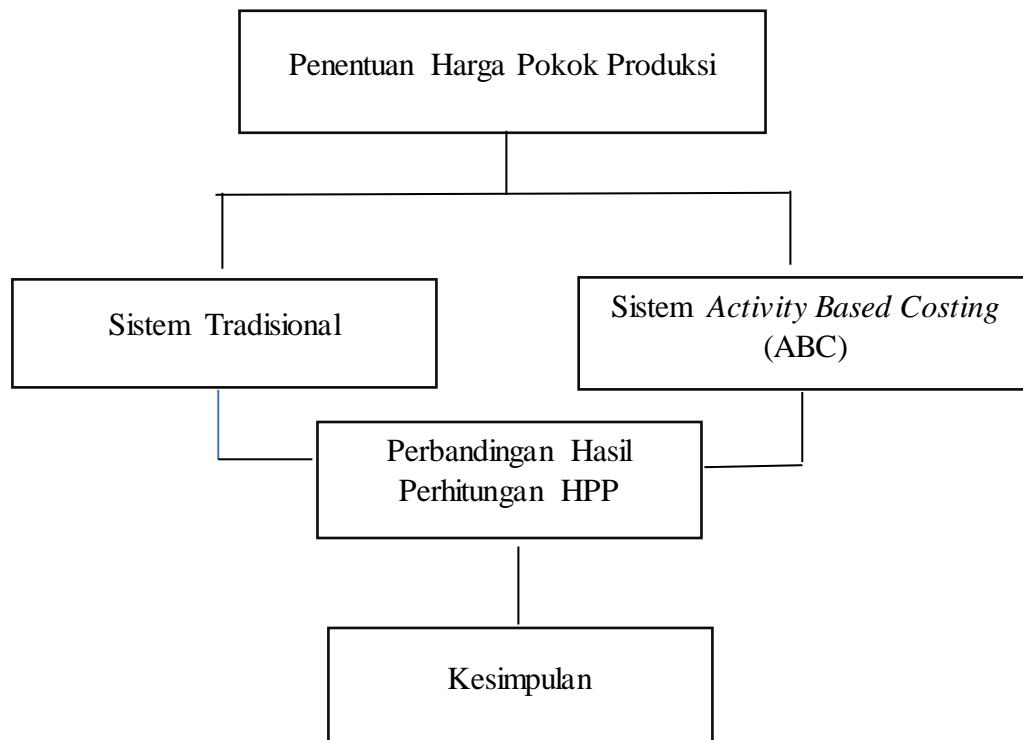 Penentuan Harga Pokok Produksi
Sistem Tradisional
Sistem Activity Based Costing
(ABC)
Perbandingan Hasil
Perhitungan HPP
Kesimpulan